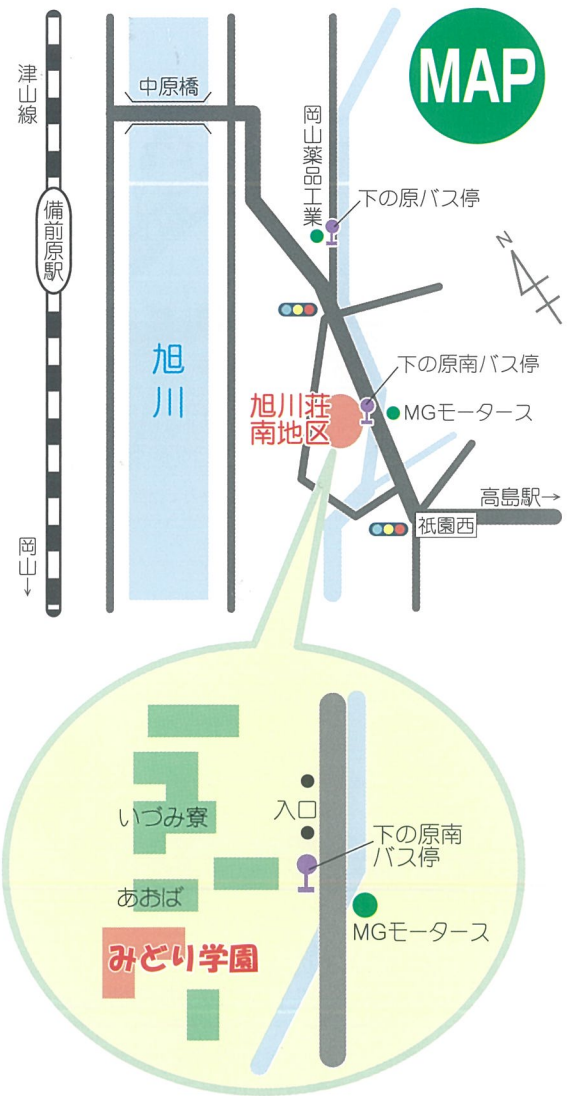 MAP
津山線
中原橋
岡山薬品工業
下の原バス停
備前原駅
N
旭川
下の原南バス停
旭川荘
南地区
MGモータース
高島駅→
祇園西
岡山→
いづみ寮
入口
下の原南
バス停
あおば
MGモータース
みどり学園